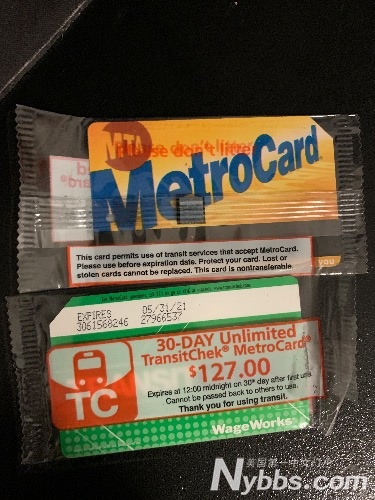 MTA
Please don't litter
MetroCard
This card permits use of transit services that accept MetroCard.
Please use before expiration date. Protect your card. Lost or
stolen cards cannot be replaced. This card is nontransferable.
you
EXPIRES 05/31/21
3061560246 27966537
30-DAY Unlimited
TransitChek® MetroCard®
$127.00
Expires at 12:00 midnight on 30th day after first use.
Cannot be passed back to others to use.
Thank you for using transit.
TC
WageWorks
Nybbs.com